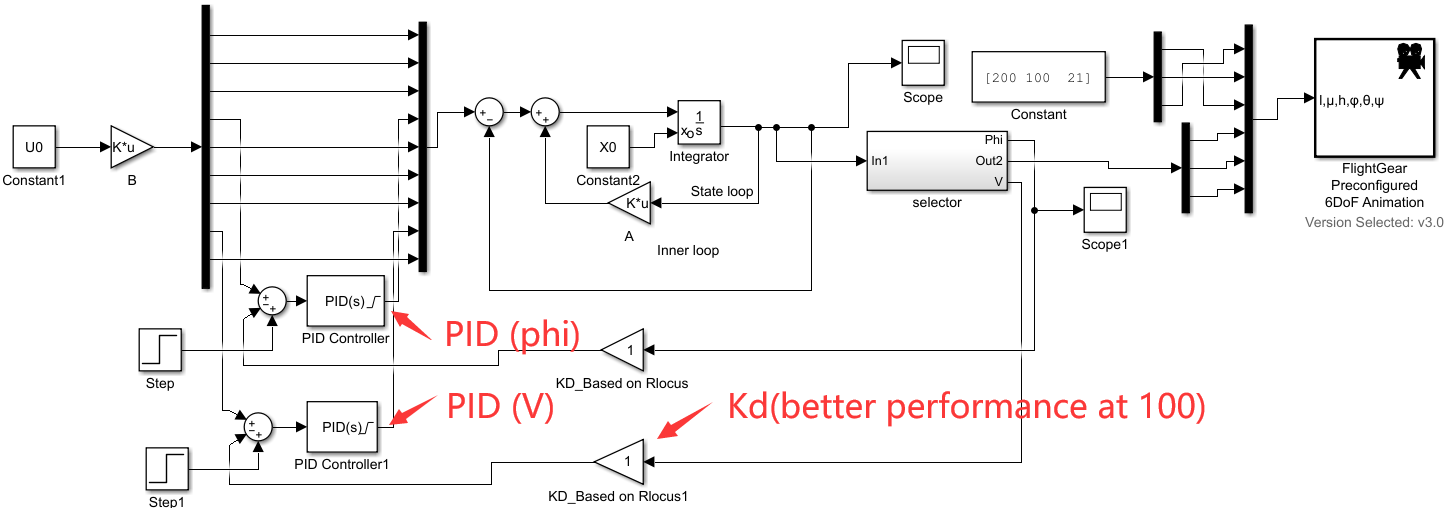 U0
Constant1
K*u
B
+
−
+
+
X0
Constant2
1
s
xo
Integrator
K*u
A
State loop
Inner loop
Scope
[200 100 21]
Constant
In1
Phi
Out2
V
selector
Scope1
l,μ,h,φ,θ,ψ
FlightGear
Preconfigured
6DoF Animation
Version Selected: v3.0
+
−
+
PID(s)
PID Controller
PID (phi)
Step
1
KD_Based on Rlocus
+
−
+
PID(s)
PID Controller1
PID (V)
Kd(better performance at 100)
Step1
1
KD_Based on Rlocus1